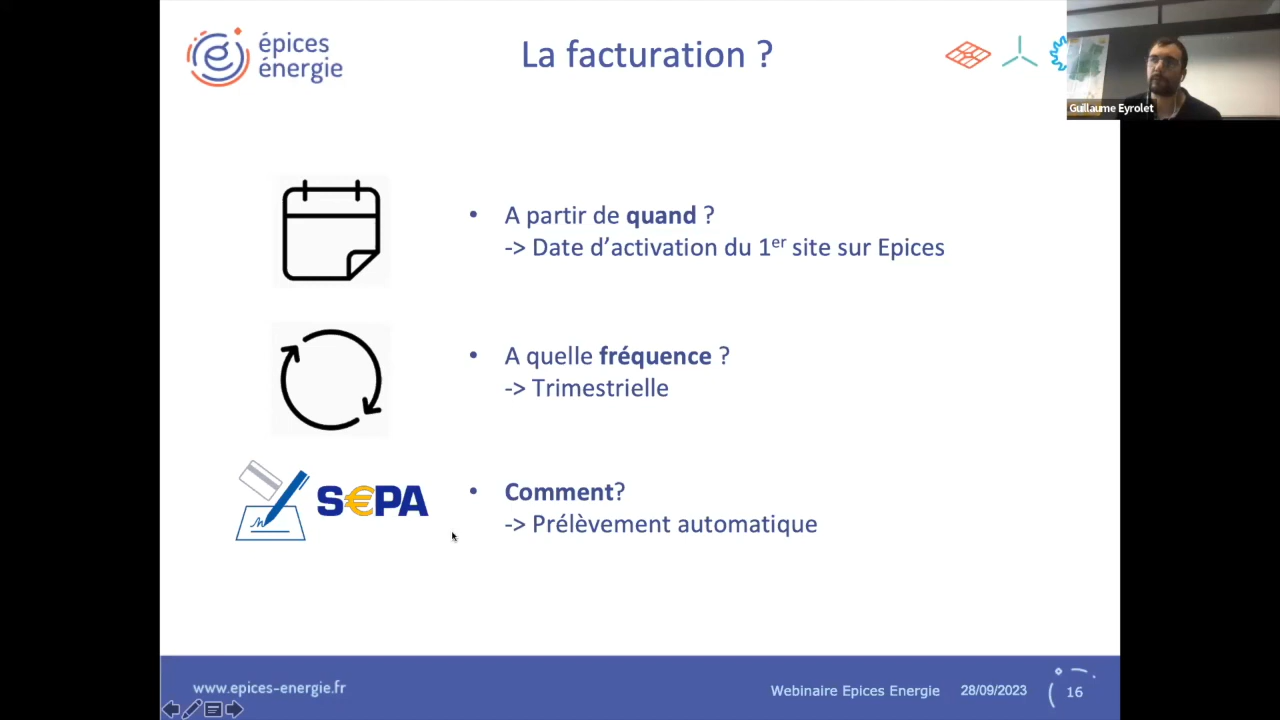 épices
énergie
La facturation ?
Guillaume Eyrolet
• A partir de quand ?
-> Date d’activation du 1er site sur Epices
• A quelle fréquence ?
-> Trimestrielle
S€PA
• Comment?
-> Prélèvement automatique
www.epices-energie.fr
Webinaire Epices Energie 28/09/2023 16